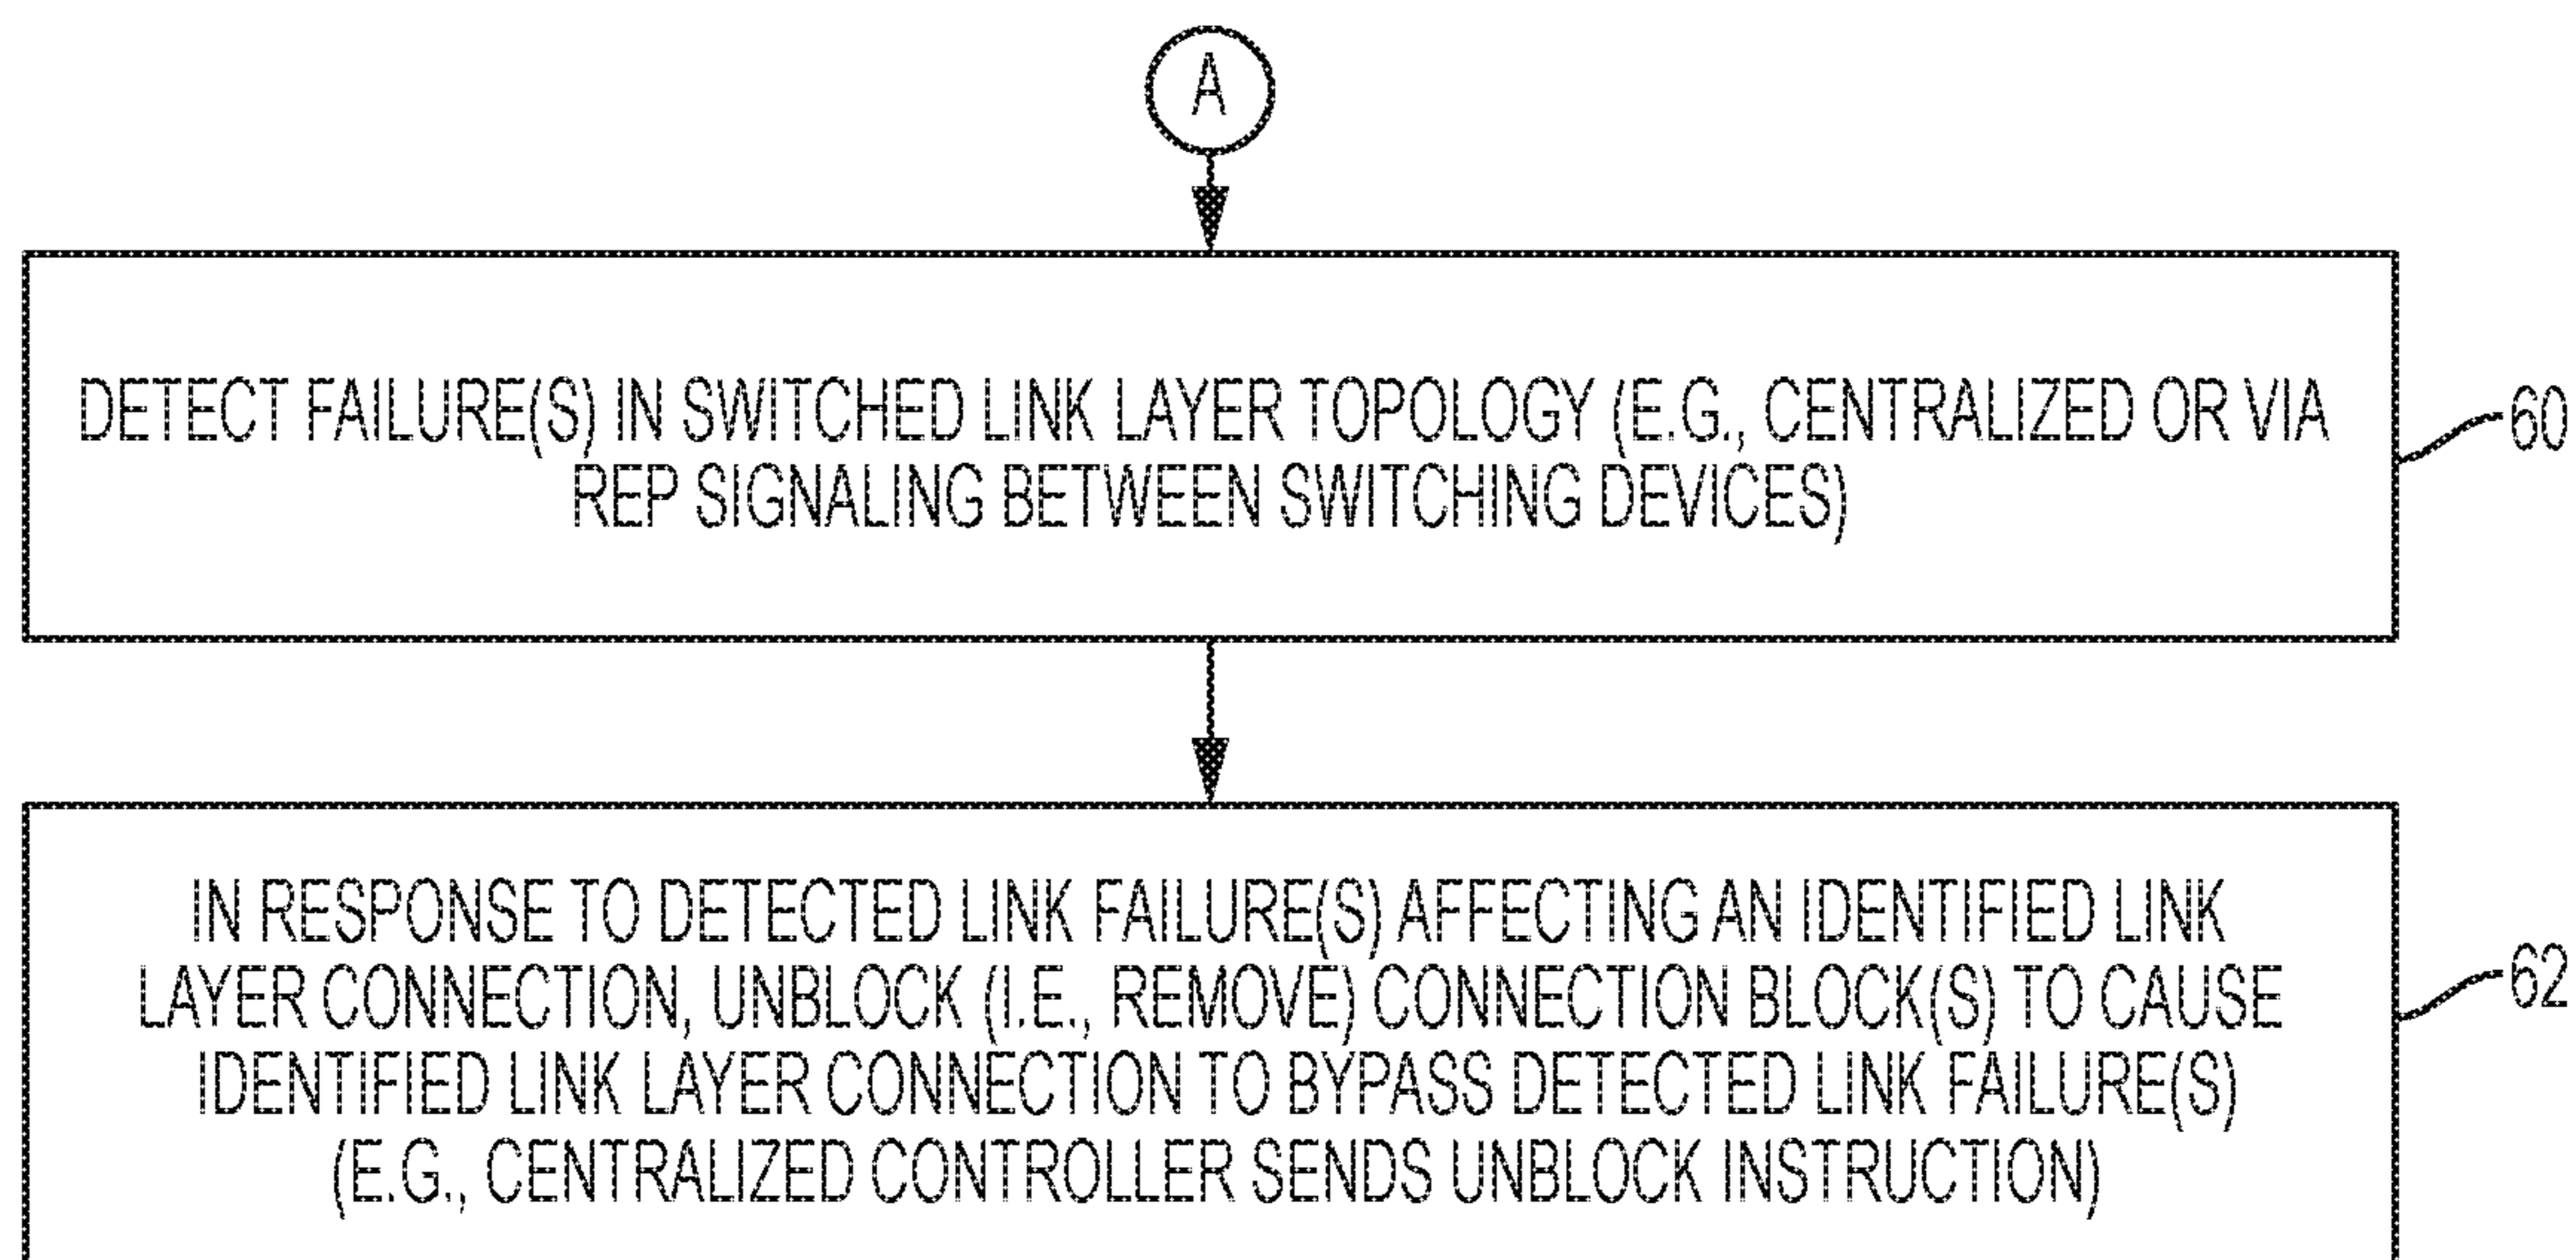 A
DETECT FAILURE(S) IN SWITCHED LINK LAYER TOPOLOGY (E.G., CENTRALIZED OR VIA
REP SIGNALING BETWEEN SWITCHING DEVICES)
60
IN RESPONSE TO DETECTED LINK FAILURE(S) AFFECTING AN IDENTIFIED LINK
LAYER CONNECTION, UNBLOCK (I.E., REMOVE) CONNECTION BLOCK(S) TO CAUSE
IDENTIFIED LINK LAYER CONNECTION TO BYPASS DETECTED LINK FAILURE(S)
(E.G., CENTRALIZED CONTROLLER SENDS UNBLOCK INSTRUCTION)
62